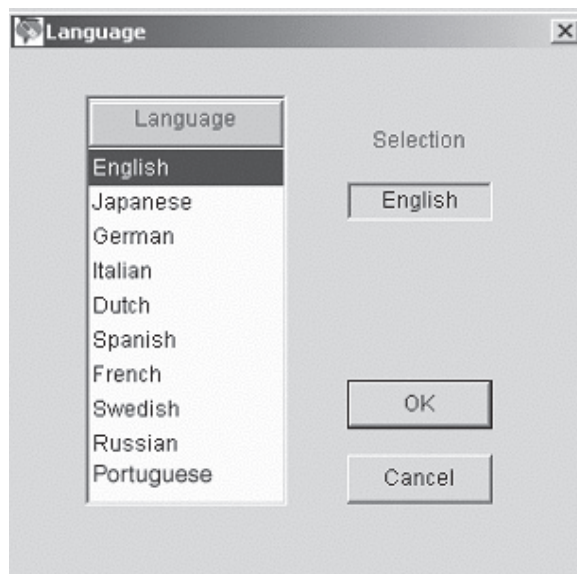 Language
Language
English
Japanese
German
Italian
Dutch
Spanish
French
Swedish
Russian
Portuguese
Selection
English
OK
Cancel